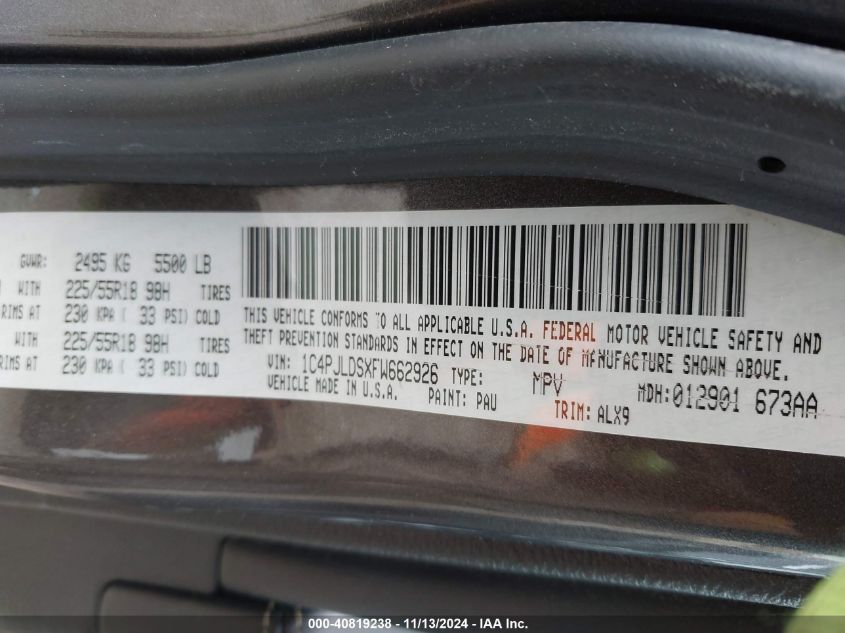 GVWR: 2495 KG 5500 LB
WITH 225/55R18 98H TIRES
RIMS AT 230 KPA ( 33 PSI) COLD
WITH 225/55R18 98H TIRES
RIMS AT 230 KPA ( 33 PSI) COLD
THIS VEHICLE CONFORMS TO ALL APPLICABLE U.S.A. FEDERAL MOTOR VEHICLE SAFETY AND
THEFT PREVENTION STANDARDS IN EFFECT ON THE DATE OF MANUFACTURE SHOWN ABOVE.
VIN: 1C4PJLDSXFW662926 TYPE: MPV MDH:012901 673AA
VEHICLE MADE IN U.S.A. PAINT: PAU TRIM: ALX9
000-40819238 - 11/13/2024 - IAA Inc.